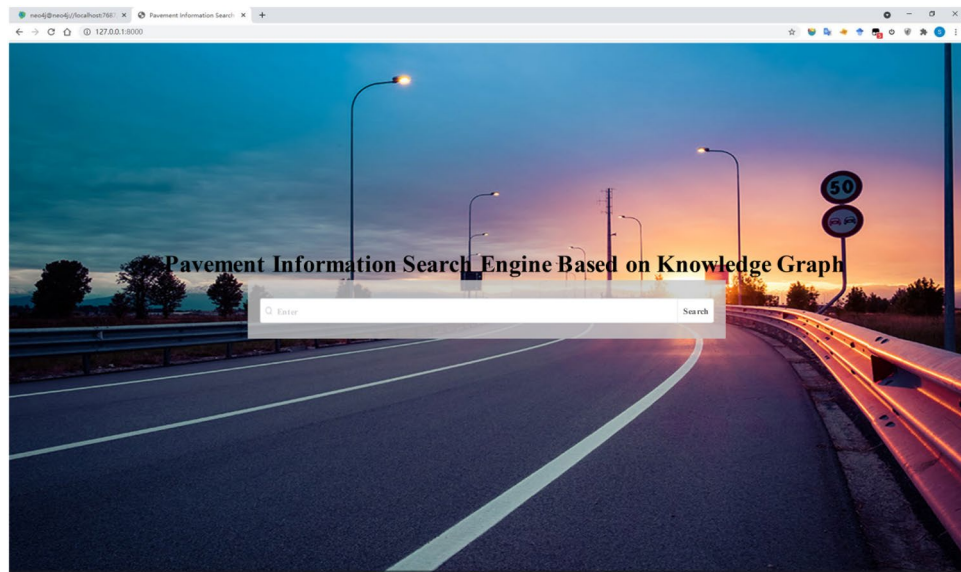 neo4j@neo4j://localhost:7687
Pavement Information Search
127.0.0.1:8000
50
Pavement Information Search Engine Based on Knowledge Graph
Enter
Search